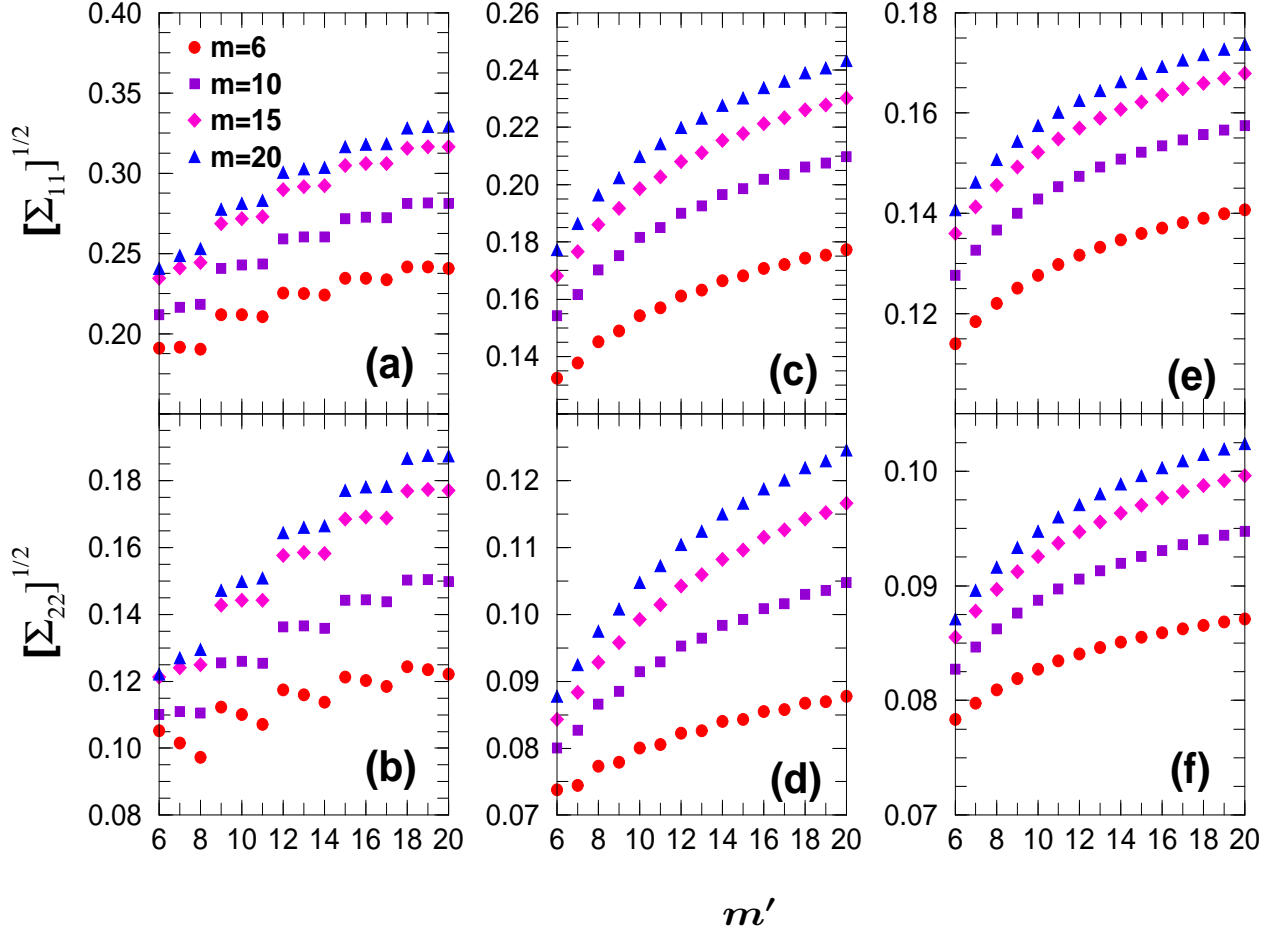 [Σ₁₁]^{1/2}
0.40
0.35
0.30
0.25
0.20
m=6
m=10
m=15
m=20
(a)
0.26
0.24
0.22
0.20
0.18
0.16
0.14
(c)
0.18
0.16
0.14
0.12
(e)
[Σ₂₂]^{1/2}
0.18
0.16
0.14
0.12
0.10
0.08
(b)
6 8 10 12 14 16 18 20
0.12
0.11
0.10
0.09
0.08
0.07
(d)
6 8 10 12 14 16 18 20
0.10
0.09
0.08
0.07
(f)
6 8 10 12 14 16 18 20
m′